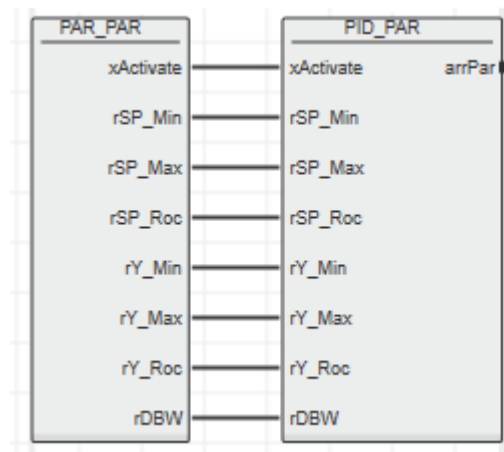 PAR_PAR
PID_PAR
xActivate
xActivate
arrPar
rSP_Min
rSP_Min
rSP_Max
rSP_Max
rSP_Roc
rSP_Roc
rY_Min
rY_Min
rY_Max
rY_Max
rY_Roc
rY_Roc
rDBW
rDBW